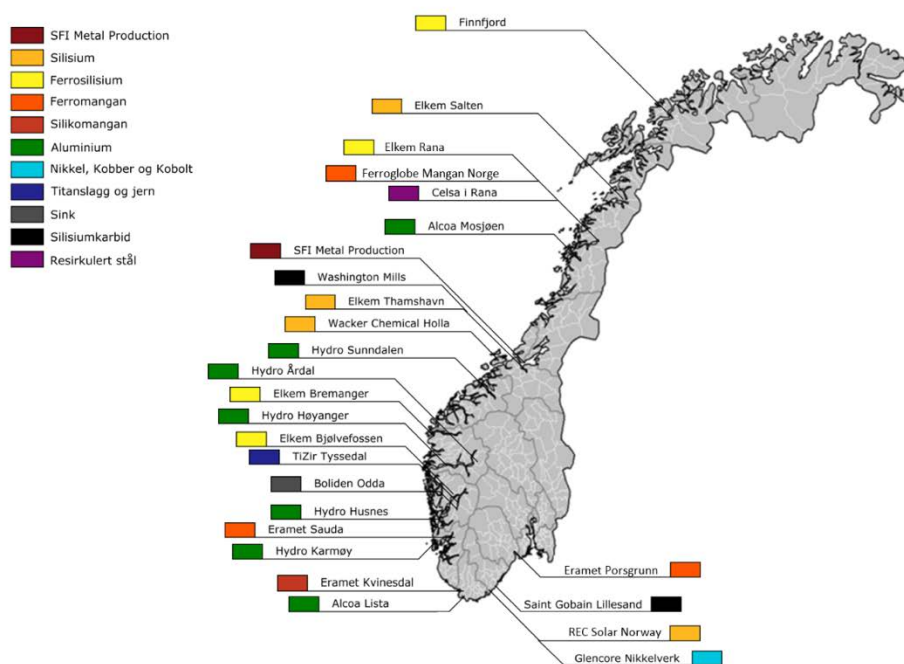 SFI Metal Production
Silisium
Ferrosilisium
Ferromangan
Silikomangan
Aluminium
Nikkel, Kobber og Kobolt
Titanslagg og jern
Sink
Silisiumkarbid
Resirkulert stål
Finnfjord
Elkem Salten
Elkem Rana
Ferroglobe Mangan Norge
Celsa i Rana
Alcoa Mosjøen
SFI Metal Production
Washington Mills
Elkem Thamshavn
Wacker Chemical Holla
Hydro Sunndalen
Hydro Årdal
Elkem Bremanger
Hydro Høyanger
Elkem Bjølvefossen
TiZir Tyssedal
Boliden Odda
Hydro Husnes
Eramet Sauda
Hydro Karmøy
Eramet Kvinesdal
Alcoa Lista
Eramet Porsgrunn
Saint Gobain Lillesand
REC Solar Norway
Glencore Nikkelverk